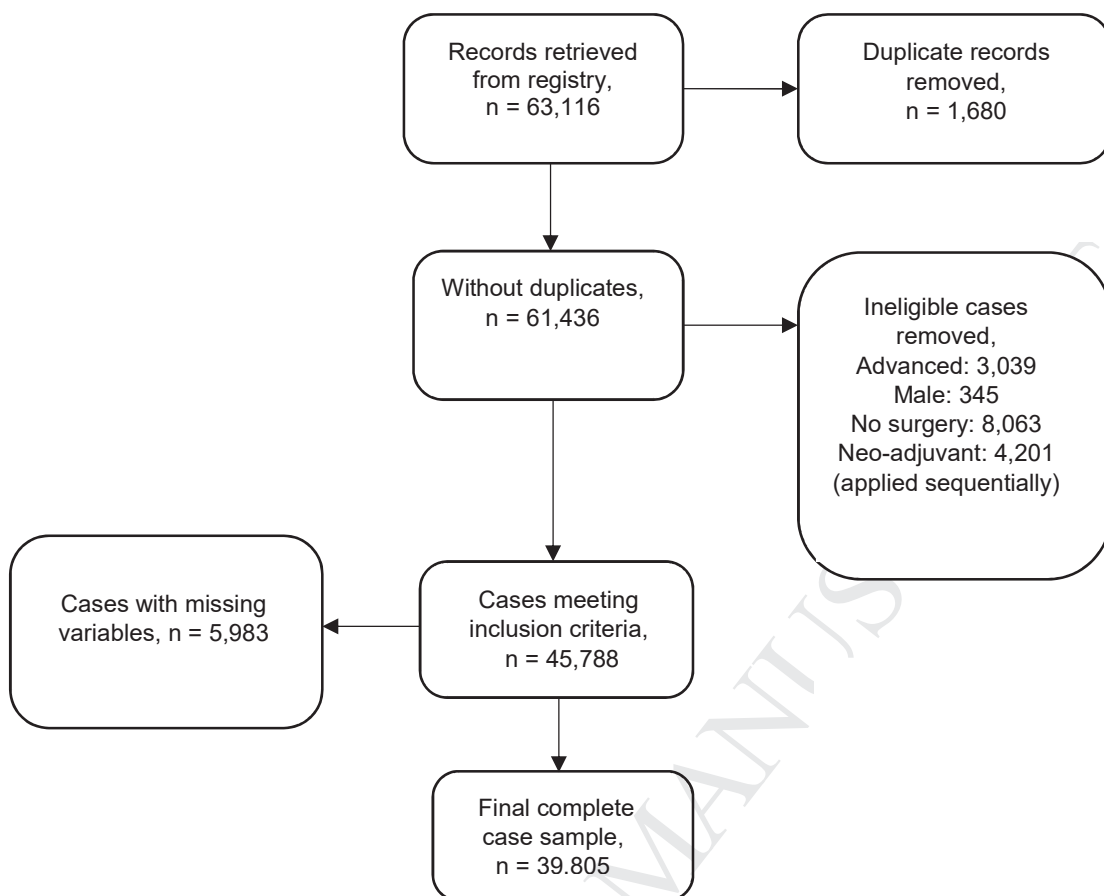 Records retrieved
from registry,
n = 63,116
Duplicate records
removed,
n = 1,680
Without duplicates,
n = 61,436
Ineligible cases
removed,
Advanced: 3,039
Male: 345
No surgery: 8,063
Neo-adjuvant: 4,201
(applied sequentially)
Cases with missing
variables, n = 5,983
Cases meeting
inclusion criteria,
n = 45,788
Final complete
case sample,
n = 39.805
MANUS